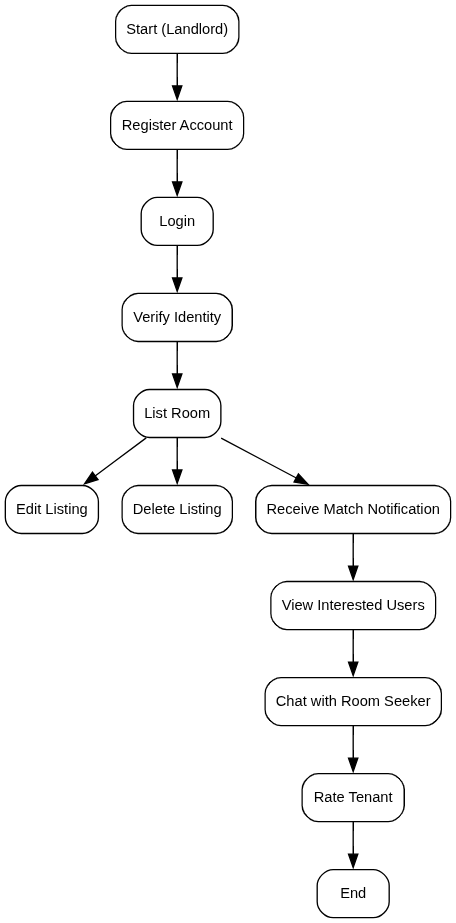 Start (Landlord)
Register Account
Login
Verify Identity
List Room
Edit Listing
Delete Listing
Receive Match Notification
View Interested Users
Chat with Room Seeker
Rate Tenant
End